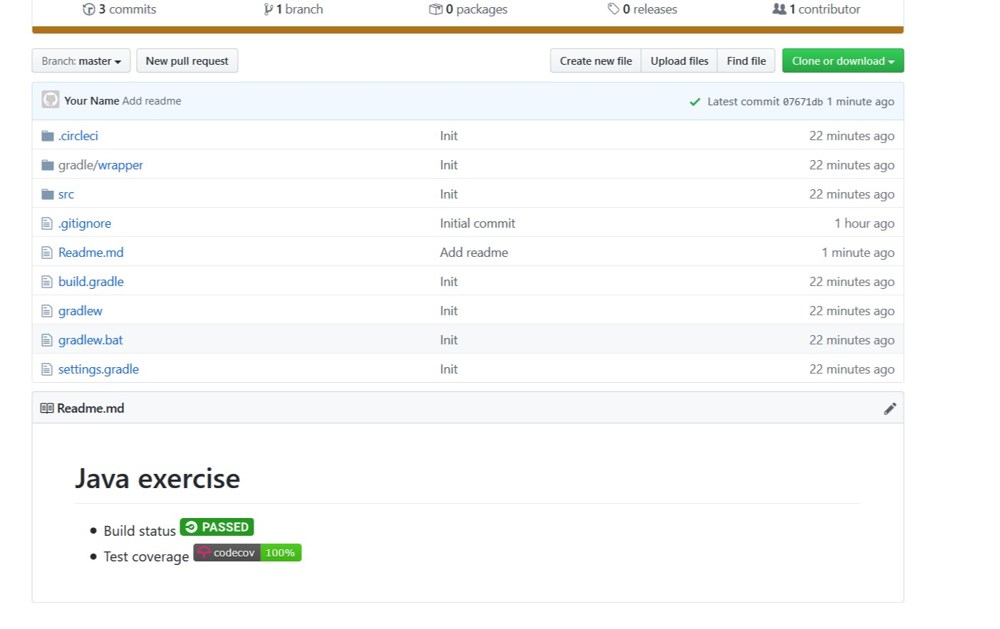 3 commits 1 branch 0 packages 0 releases 1 contributor
Branch: master New pull request Create new file Upload files Find file Clone or download
Your Name Add readme Latest commit 07671db 1 minute ago
.circleci Init 22 minutes ago
gradle/wrapper Init 22 minutes ago
src Init 22 minutes ago
.gitignore Initial commit 1 hour ago
Readme.md Add readme 1 minute ago
build.gradle Init 22 minutes ago
gradlew Init 22 minutes ago
gradlew.bat Init 22 minutes ago
settings.gradle Init 22 minutes ago
Readme.md
Java exercise
Build status PASSED
Test coverage codecov 100%